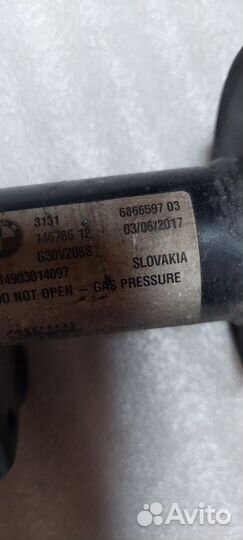 3131 6866597 03
146786 12 03/06/2017
G30V206S
14903014097 SLOVAKIA
DO NOT OPEN - GAS PRESSURE
Avito